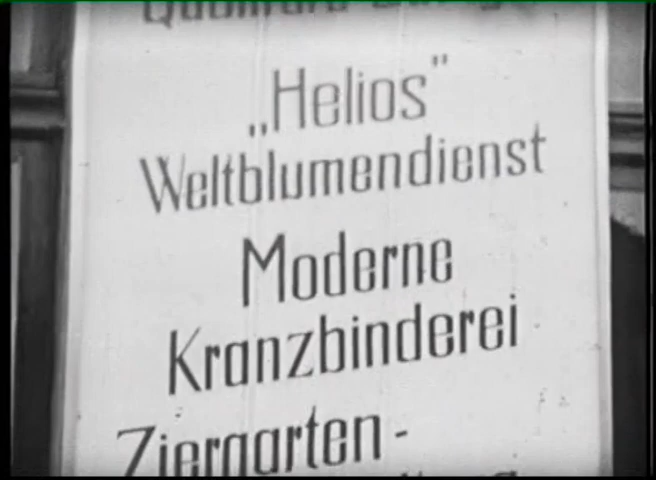 „Helios"
Weltblumendienst
Moderne
Kranzbinderei
Ziergarten-